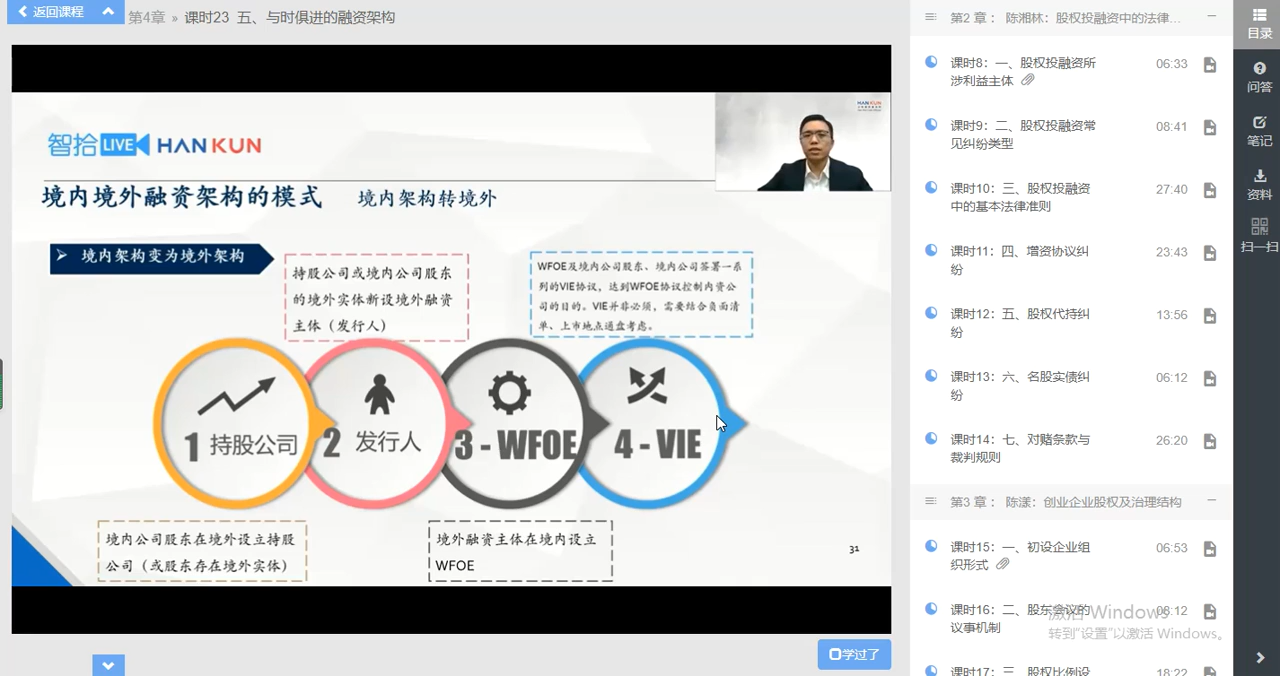 返回课程
第4章 » 课时23 五、与时俱进的融资架构
智拾LIVE HANKUN
HANKUN
境内境外融资架构的模式 境内架构转境外
境内架构变为境外架构
持股公司或境内公司股东
的境外实体新设境外融资
主体（发行人）
WFOE及境内公司股东、境内公司签署一系
列的VIE协议，达到WFOE协议控制内资公
司的目的。VIE并非必须，需要结合负面清
单、上市地点通盘考虑。
1 持股公司
2 发行人
3 - WFOE
4 - VIE
境内公司股东在境外设立持股
公司（或股东存在境外实体）
境外融资主体在境内设立
WFOE
31
学过了
第2 章： 陈湘林：股权投融资中的法律...
课时8：一、股权投融资所
涉利益主体
06:33
课时9：二、股权投融资常
见纠纷类型
08:41
课时10：三、股权投融资
中的基本法律准则
27:40
课时11：四、增资协议纠
纷
23:43
课时12：五、股权代持纠
纷
13:56
课时13：六、名股实债纠
纷
06:12
课时14：七、对赌条款与
裁判规则
26:20
第3 章： 陈漾：创业企业股权及治理结构
课时15：一、初设企业组
织形式
06:53
课时16：二、股东会议的
议事机制
08:12
激活 Windows
转到"设置"以激活 Windows。
课时17：三、股权比例设
18:22
目录
问答
笔记
资料
扫一扫